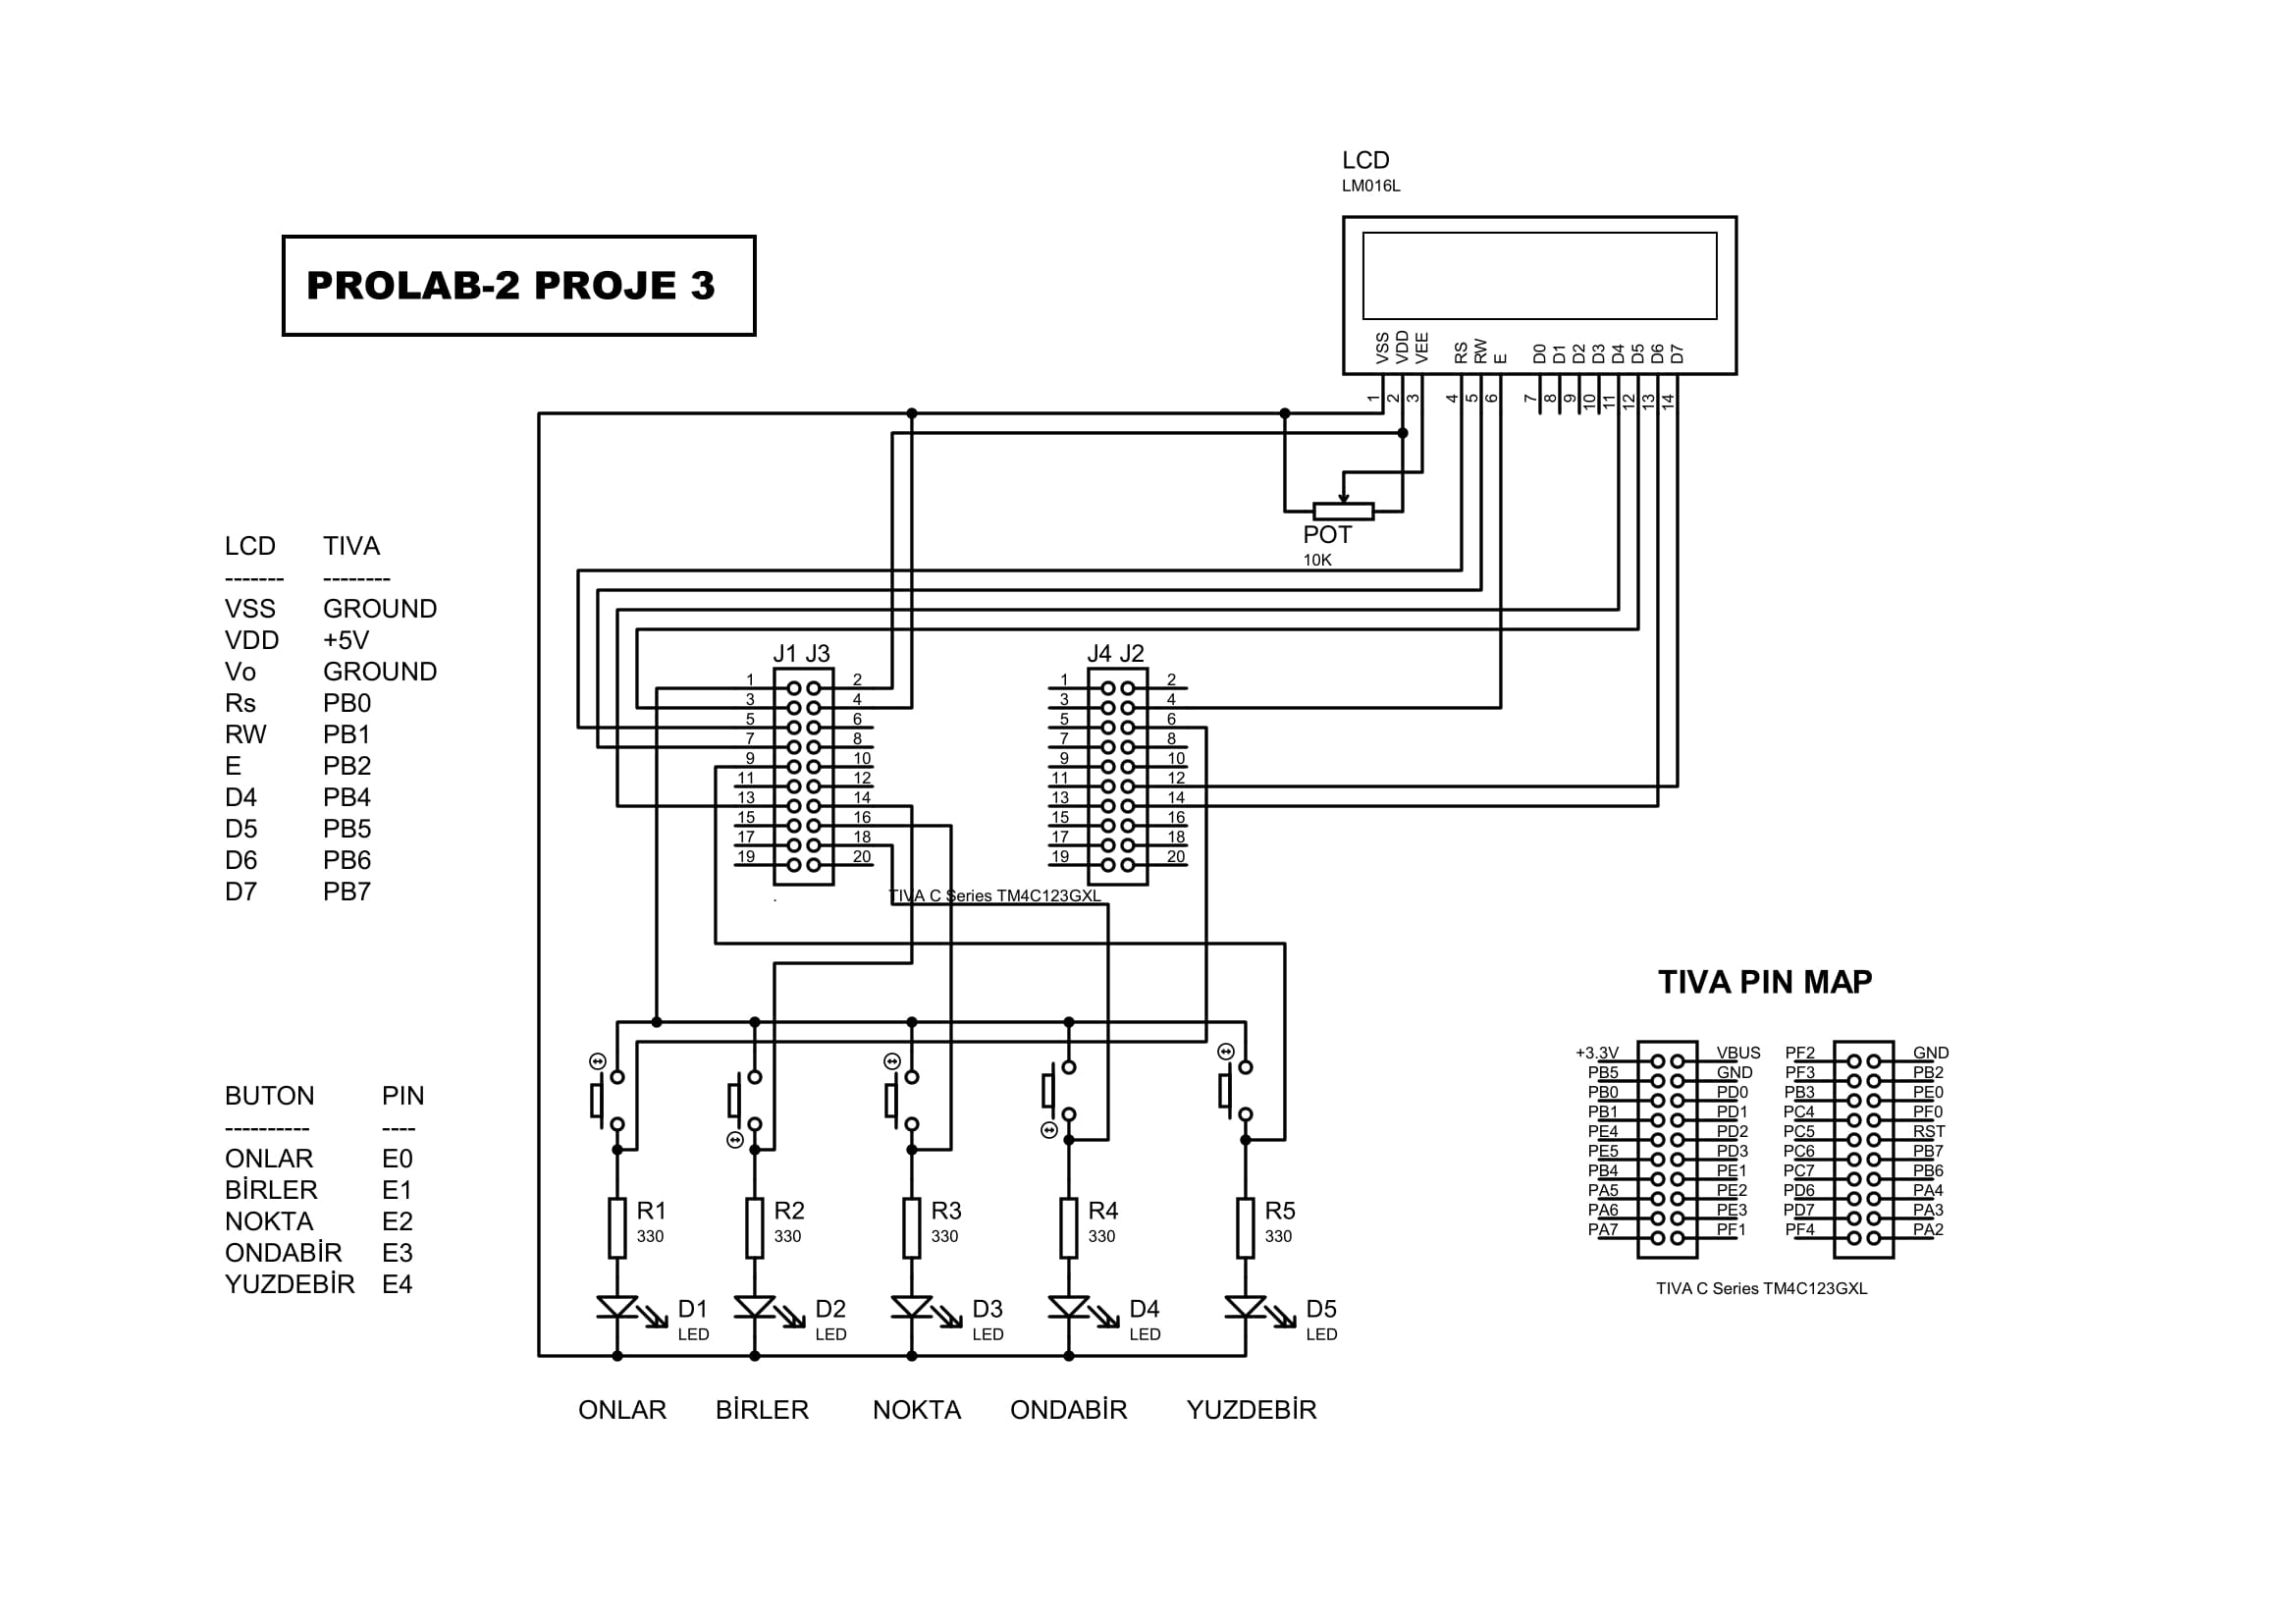 LCD
LM016L
PROLAB-2 PROJE 3
VSS VDD VEE RS RW E D0 D1 D2 D3 D4 D5 D6 D7
1 2 3 4 5 6 7 8 9 10 11 12 13 14
POT
10K
LCD TIVA
------- --------
VSS GROUND
VDD +5V
Vo GROUND
Rs PB0
RW PB1
E PB2
D4 PB4
D5 PB5
D6 PB6
D7 PB7
J1 J3 J4 J2
1 2 1 2
3 4 3 4
5 6 5 6
7 8 7 8
9 10 9 10
11 12 11 12
13 14 13 14
15 16 15 16
17 18 17 18
19 20 19 20
TIVA C Series TM4C123GXL
.
TIVA PIN MAP
+3.3V VBUS PF2 GND
PB5 GND PF3 PB2
PB0 PD0 PB3 PE0
PB1 PD1 PC4 PF0
PE4 PD2 PC5 RST
PE5 PD3 PC6 PB7
PB4 PE1 PC7 PB6
PA5 PE2 PD6 PA4
PA6 PE3 PD7 PA3
PA7 PF1 PF4 PA2
TIVA C Series TM4C123GXL
BUTON PIN
---------- ----
ONLAR E0
BİRLER E1
NOKTA E2
ONDABİR E3
YUZDEBİR E4
R1 R2 R3 R4 R5
330 330 330 330 330
D1 D2 D3 D4 D5
LED LED LED LED LED
ONLAR BİRLER NOKTA ONDABİR YUZDEBİR